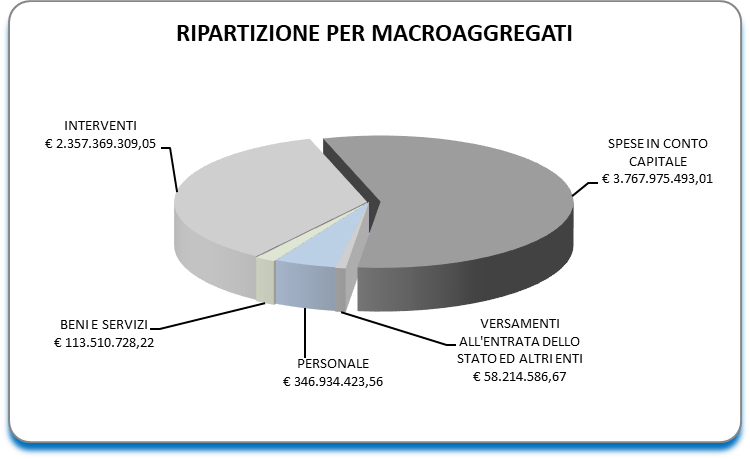 RIPARTIZIONE PER MACROAGGREGATI
INTERVENTI
€ 2.357.369.309,05
SPESE IN CONTO
CAPITALE
€ 3.767.975.493,01
BENI E SERVIZI
€ 113.510.728,22
PERSONALE
€ 346.934.423,56
VERSAMENTI
ALL'ENTRATA DELLO
STATO ED ALTRI ENTI
€ 58.214.586,67